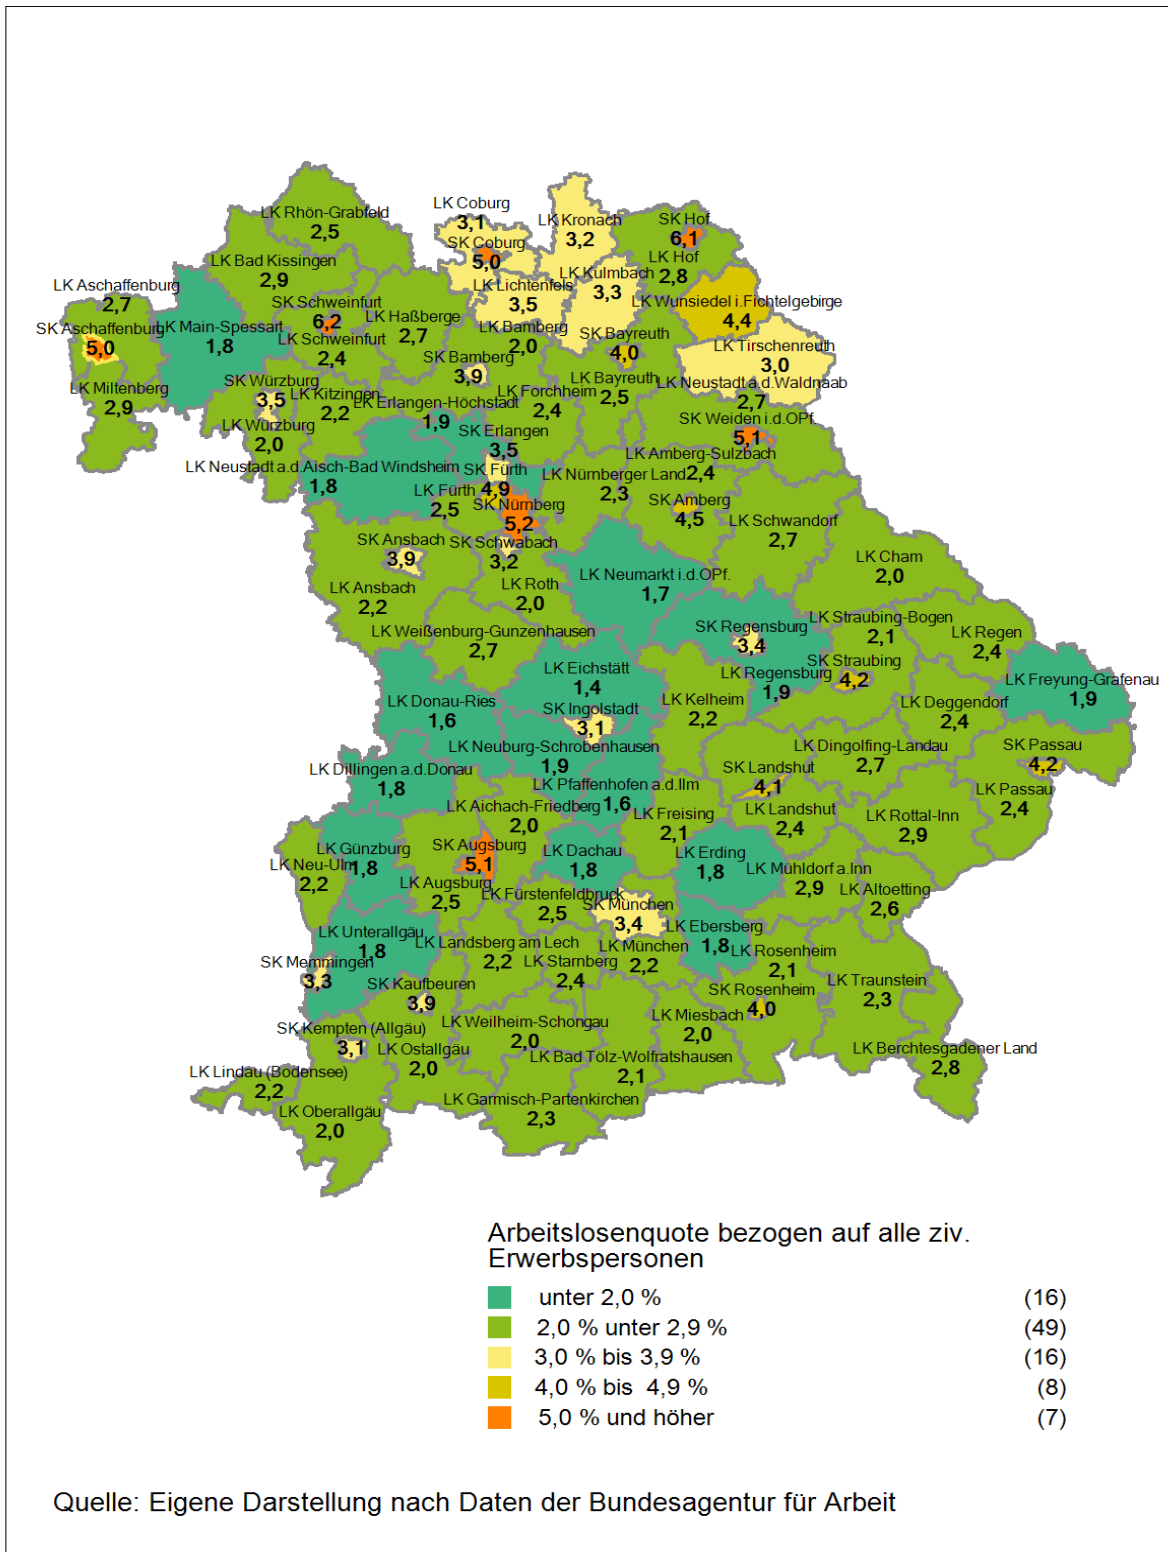 LK Coburg
3,1
LK Rhön-Grabfeld
2,5
LK Kronach
3,2
SK Hof
6,1
SK Coburg
5,0
LK Bad Kissingen
2,9
LK Hof
2,8
LK Kulmbach
3,3
LK Aschaffenburg
2,7
LK Lichtenfels
3,5
SK Schweinfurt
6,2
LK Haßberge
2,7
LK Wunsiedel i.Fichtelgebirge
4,4
SK Aschaffenburg
5,0
LK Main-Spessart
1,8
LK Schweinfurt
2,4
LK Bamberg
2,0
SK Bayreuth
4,0
LK Tirschenreuth
3,0
SK Bamberg
3,9
LK Miltenberg
2,9
SK Würzburg
3,5
LK Kitzingen
2,2
LK Bayreuth
2,5
LK Neustadt a.d.Waldnaab
2,7
LK Forchheim
2,4
LK Erlangen-Höchstadt
1,9
LK Würzburg
2,0
SK Weiden i.d.OPf.
5,1
SK Erlangen
3,5
LK Amberg-Sulzbach
2,4
LK Neustadt a.d.Aisch-Bad Windsheim
1,8
SK Fürth
4,9
LK Nürnberger Land
2,3
LK Fürth
2,5
SK Nürnberg
5,2
SK Amberg
4,5
LK Schwandorf
2,7
SK Ansbach
3,9
SK Schwabach
3,2
LK Cham
2,0
LK Neumarkt i.d.OPf.
1,7
LK Ansbach
2,2
LK Roth
2,0
LK Straubing-Bogen
2,1
SK Regensburg
3,4
LK Weißenburg-Gunzenhausen
2,7
LK Regen
2,4
SK Straubing
4,2
LK Eichstätt
1,4
LK Regensburg
1,9
LK Freyung-Grafenau
1,9
LK Donau-Ries
1,6
LK Kelheim
2,2
LK Deggendorf
2,4
SK Ingolstadt
3,1
LK Neuburg-Schrobenhausen
1,9
LK Dingolfing-Landau
2,7
SK Passau
4,2
LK Dillingen a.d.Donau
1,8
SK Landshut
4,1
LK Pfaffenhofen a.d.Ilm
1,6
LK Passau
2,4
LK Aichach-Friedberg
2,0
LK Freising
2,1
LK Landshut
2,4
LK Rottal-Inn
2,9
LK Günzburg
1,8
SK Augsburg
5,1
LK Dachau
1,8
LK Erding
1,8
LK Neu-Ulm
2,2
LK Mühldorf a.Inn
2,9
LK Augsburg
2,5
LK Fürstenfeldbruck
2,5
LK Altoetting
2,6
SK München
3,4
LK Unterallgäu
1,8
LK Ebersberg
1,8
LK Landsberg am Lech
2,2
LK München
2,2
LK Rosenheim
2,1
SK Memmingen
3,3
LK Starnberg
2,4
LK Traunstein
2,3
SK Kaufbeuren
3,9
SK Rosenheim
4,0
LK Miesbach
2,0
LK Weilheim-Schongau
2,0
SK Kempten (Allgäu)
3,1
LK Ostallgäu
2,0
LK Bad Tölz-Wolfratshausen
2,1
LK Berchtesgadener Land
2,8
LK Lindau (Bodensee)
2,2
LK Garmisch-Partenkirchen
2,3
LK Oberallgäu
2,0
Arbeitslosenquote bezogen auf alle ziv.
Erwerbspersonen
unter 2,0 % (16)
2,0 % unter 2,9 % (49)
3,0 % bis 3,9 % (16)
4,0 % bis 4,9 % (8)
5,0 % und höher (7)
Quelle: Eigene Darstellung nach Daten der Bundesagentur für Arbeit